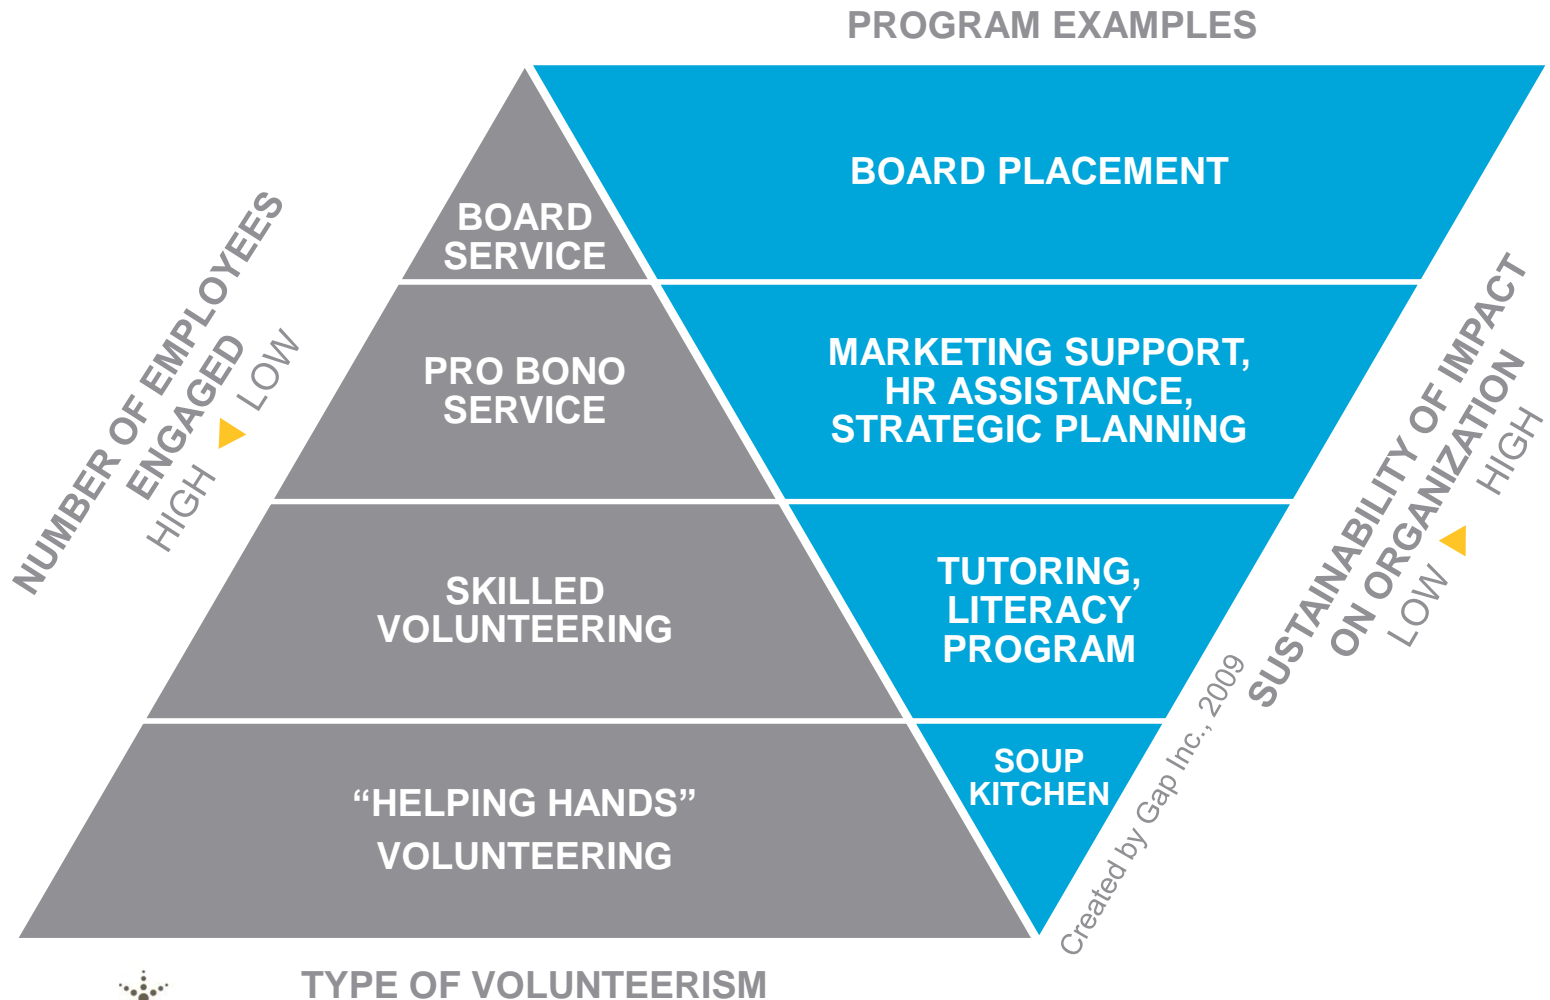 PROGRAM EXAMPLES
BOARD
SERVICE
BOARD PLACEMENT
PRO BONO
SERVICE
MARKETING SUPPORT,
HR ASSISTANCE,
STRATEGIC PLANNING
SKILLED
VOLUNTEERING
TUTORING,
LITERACY
PROGRAM
“HELPING HANDS”
VOLUNTEERING
SOUP
KITCHEN
NUMBER OF EMPLOYEES
ENGAGED
HIGH LOW
SUSTAINABILITY OF IMPACT
ON ORGANIZATION
LOW HIGH
Created by Gap Inc., 2009
TYPE OF VOLUNTEERISM